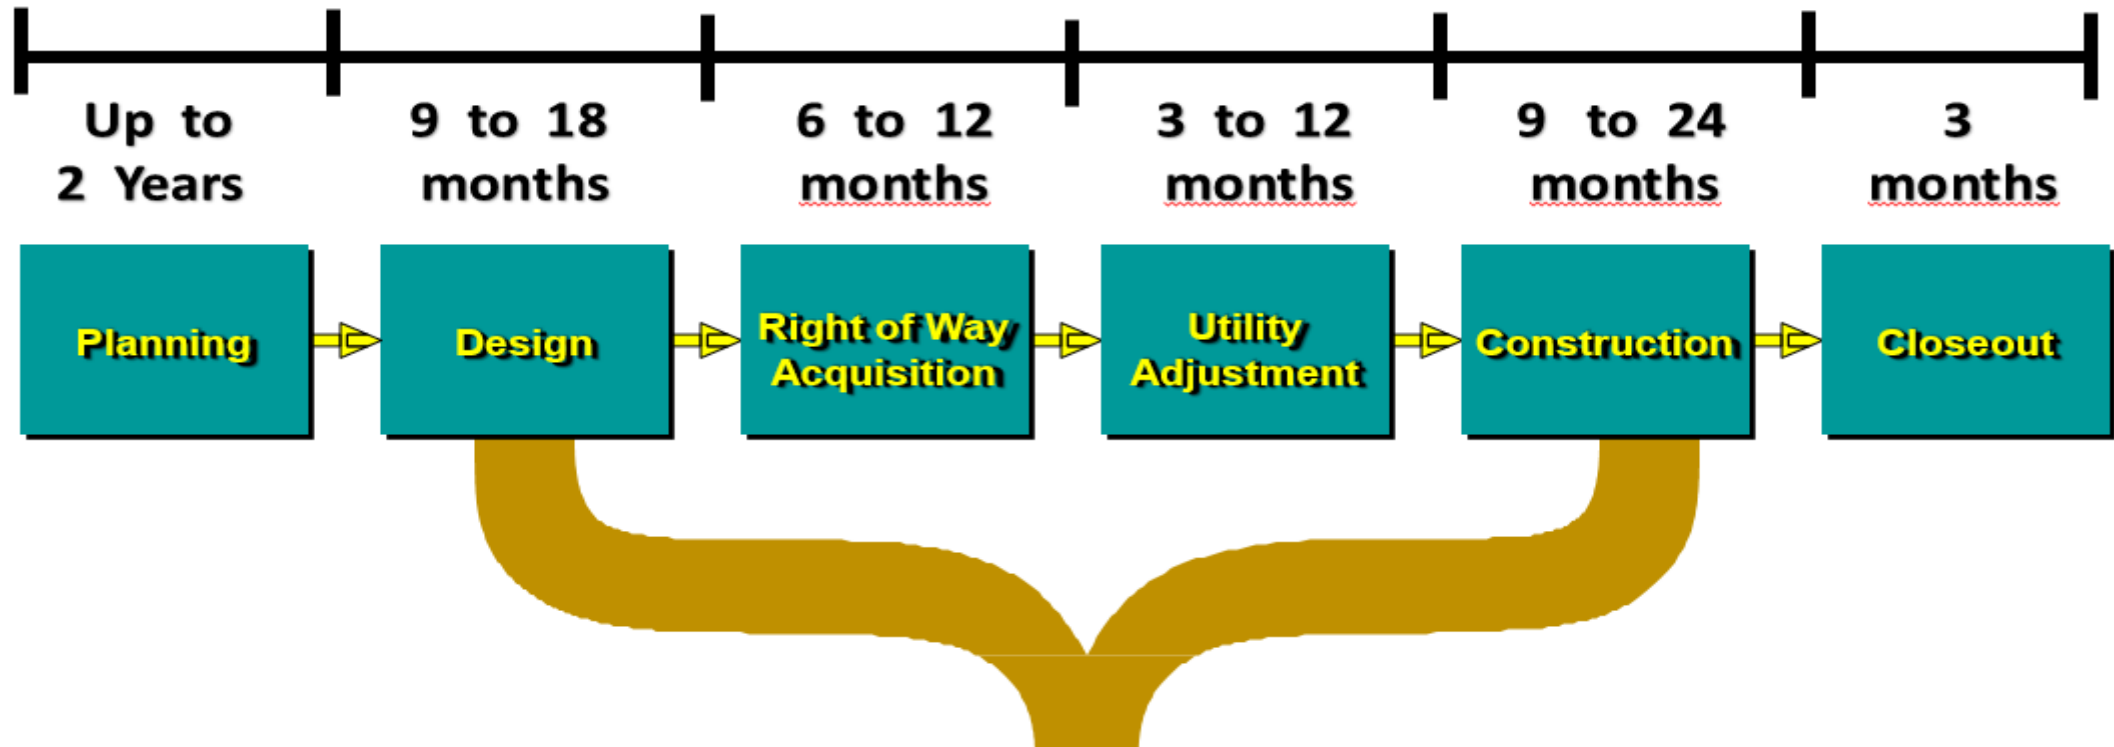 Up to
2 Years
9 to 18
months
6 to 12
months
3 to 12
months
9 to 24
months
3
months
Planning
Design
Right of Way
Acquisition
Utility
Adjustment
Construction
Closeout